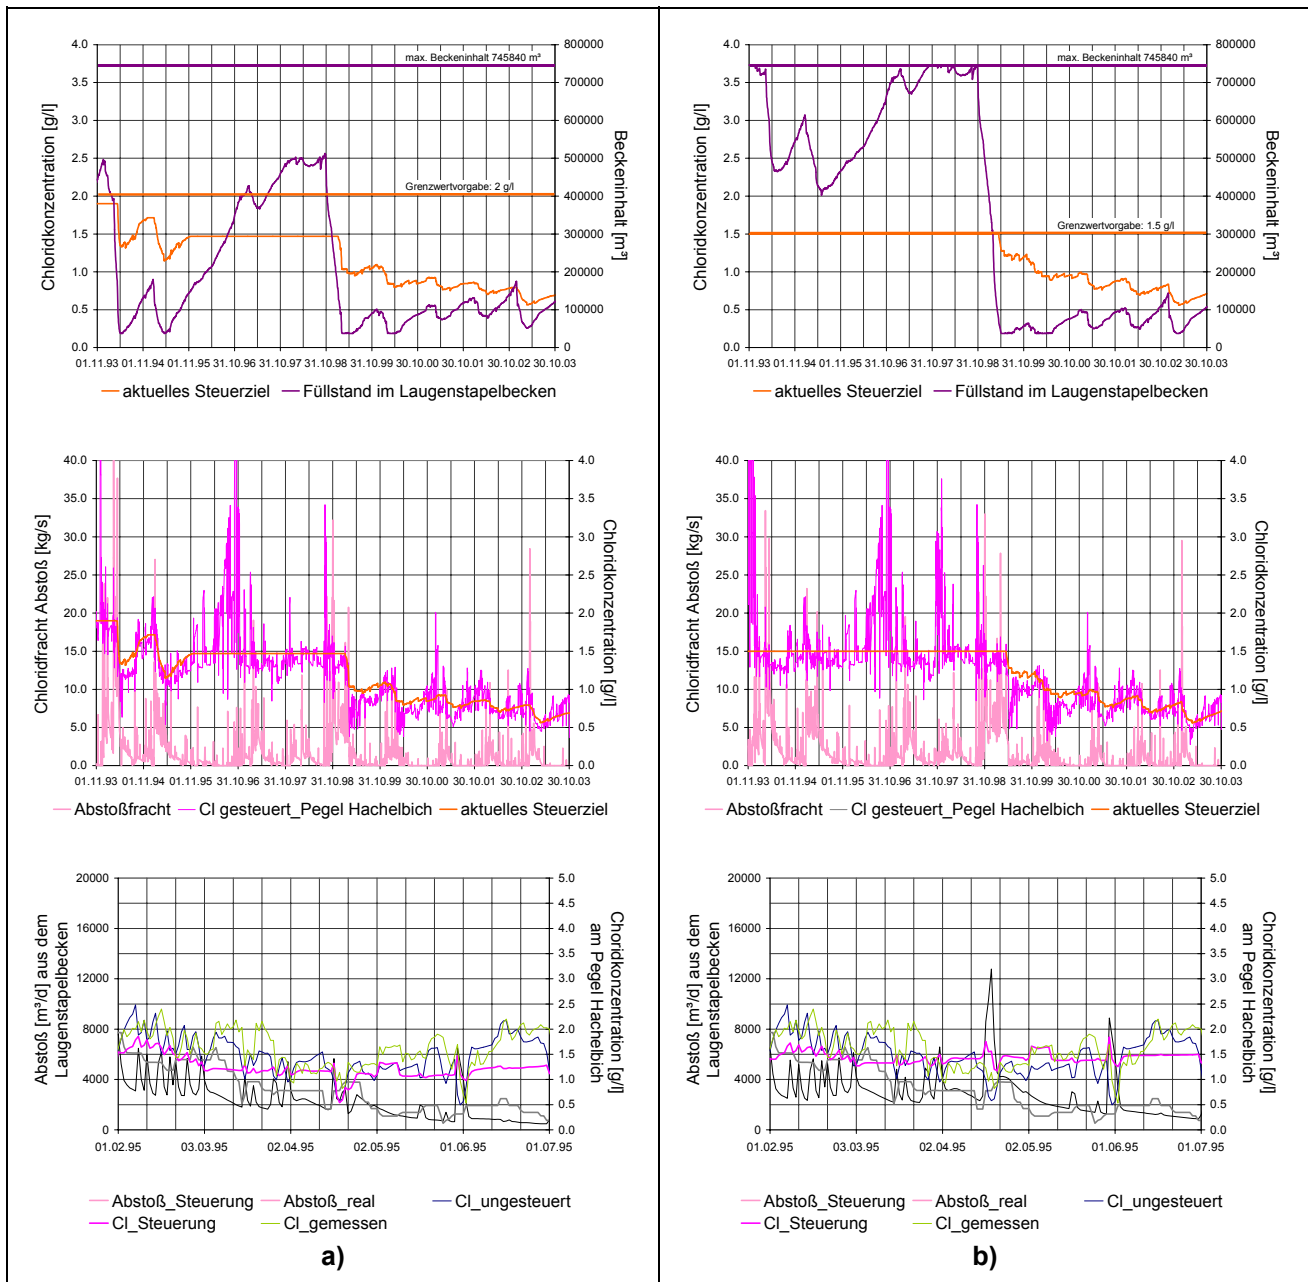 4.0
3.5
3.0
2.5
2.0
1.5
1.0
0.5
0.0
Chloridkonzentration [g/l]
max. Beckeninhalt 745840 m³
Grenzwertvorgabe: 2 g/l
800000
700000
600000
500000
400000
300000
200000
100000
0
Beckeninhalt [m³]
01.11.93 01.11.94 01.11.95 31.10.96 31.10.97 31.10.98 31.10.99 30.10.00 30.10.01 30.10.02 30.10.03
aktuelles Steuerziel Füllstand im Laugenstapelbecken
40.0
35.0
30.0
25.0
20.0
15.0
10.0
5.0
0.0
Chloridfracht Abstoß [kg/s]
4.0
3.5
3.0
2.5
2.0
1.5
1.0
0.5
0.0
Chloridkonzentration [g/l]
01.11.93 01.11.94 01.11.95 31.10.96 31.10.97 31.10.98 31.10.99 30.10.00 30.10.01 30.10.02 30.10.03
Abstoßfracht Cl gesteuert_Pegel Hachelbich aktuelles Steuerziel
20000
16000
12000
8000
4000
0
Abstoß [m³/d] aus dem
Laugenstapelbecken
5.0
4.5
4.0
3.5
3.0
2.5
2.0
1.5
1.0
0.5
0.0
Choridkonzentration
am Pegel Hachelbich [g/l]
01.02.95 03.03.95 02.04.95 02.05.95 01.06.95 01.07.95
Abstoß_Steuerung Abstoß_real Cl_ungesteuert
Cl_Steuerung Cl_gemessen
a)
4.0
3.5
3.0
2.5
2.0
1.5
1.0
0.5
0.0
Chloridkonzentration [g/l]
max. Beckeninhalt 745840 m³
Grenzwertvorgabe: 1.5 g/l
800000
700000
600000
500000
400000
300000
200000
100000
0
Beckeninhalt [m³]
01.11.93 01.11.94 01.11.95 31.10.96 31.10.97 31.10.98 31.10.99 30.10.00 30.10.01 30.10.02 30.10.03
aktuelles Steuerziel Füllstand im Laugenstapelbecken
40.0
35.0
30.0
25.0
20.0
15.0
10.0
5.0
0.0
Chloridfracht Abstoß [kg/s]
4.0
3.5
3.0
2.5
2.0
1.5
1.0
0.5
0.0
Chloridkonzentration [g/l]
01.11.93 01.11.94 01.11.95 31.10.96 31.10.97 31.10.98 31.10.99 30.10.00 30.10.01 30.10.02 30.10.03
Abstoßfracht Cl gesteuert_Pegel Hachelbich aktuelles Steuerziel
20000
16000
12000
8000
4000
0
Abstoß [m³/d] aus dem
Laugenstapelbecken
5.0
4.5
4.0
3.5
3.0
2.5
2.0
1.5
1.0
0.5
0.0
Choridkonzentration
am Pegel Hachelbich [g/l]
01.02.95 03.03.95 02.04.95 02.05.95 01.06.95 01.07.95
Abstoß_Steuerung Abstoß_real Cl_ungesteuert
Cl_Steuerung Cl_gemessen
b)